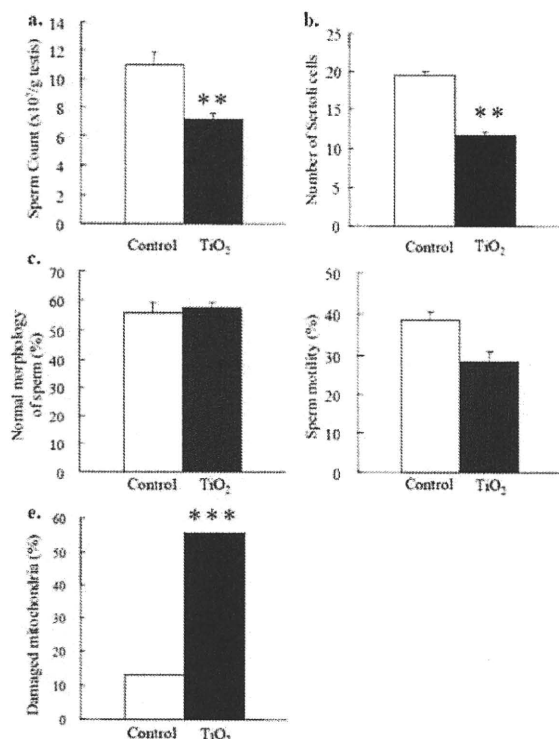 a.
Sperm Count (x10⁷/g testis)
14
12
10
8
6
4
2
0
**
Control TiO₂
b.
Number of Sertoli cells
25
20
15
10
5
0
**
Control TiO₂
c.
Normal morphology
of sperm (%)
70
60
50
40
30
20
10
0
Control TiO₂
Sperm motility (%)
50
40
30
20
10
0
Control TiO₂
e.
Damaged mitochondria (%)
60
50
40
30
20
10
0
***
Control TiO₂